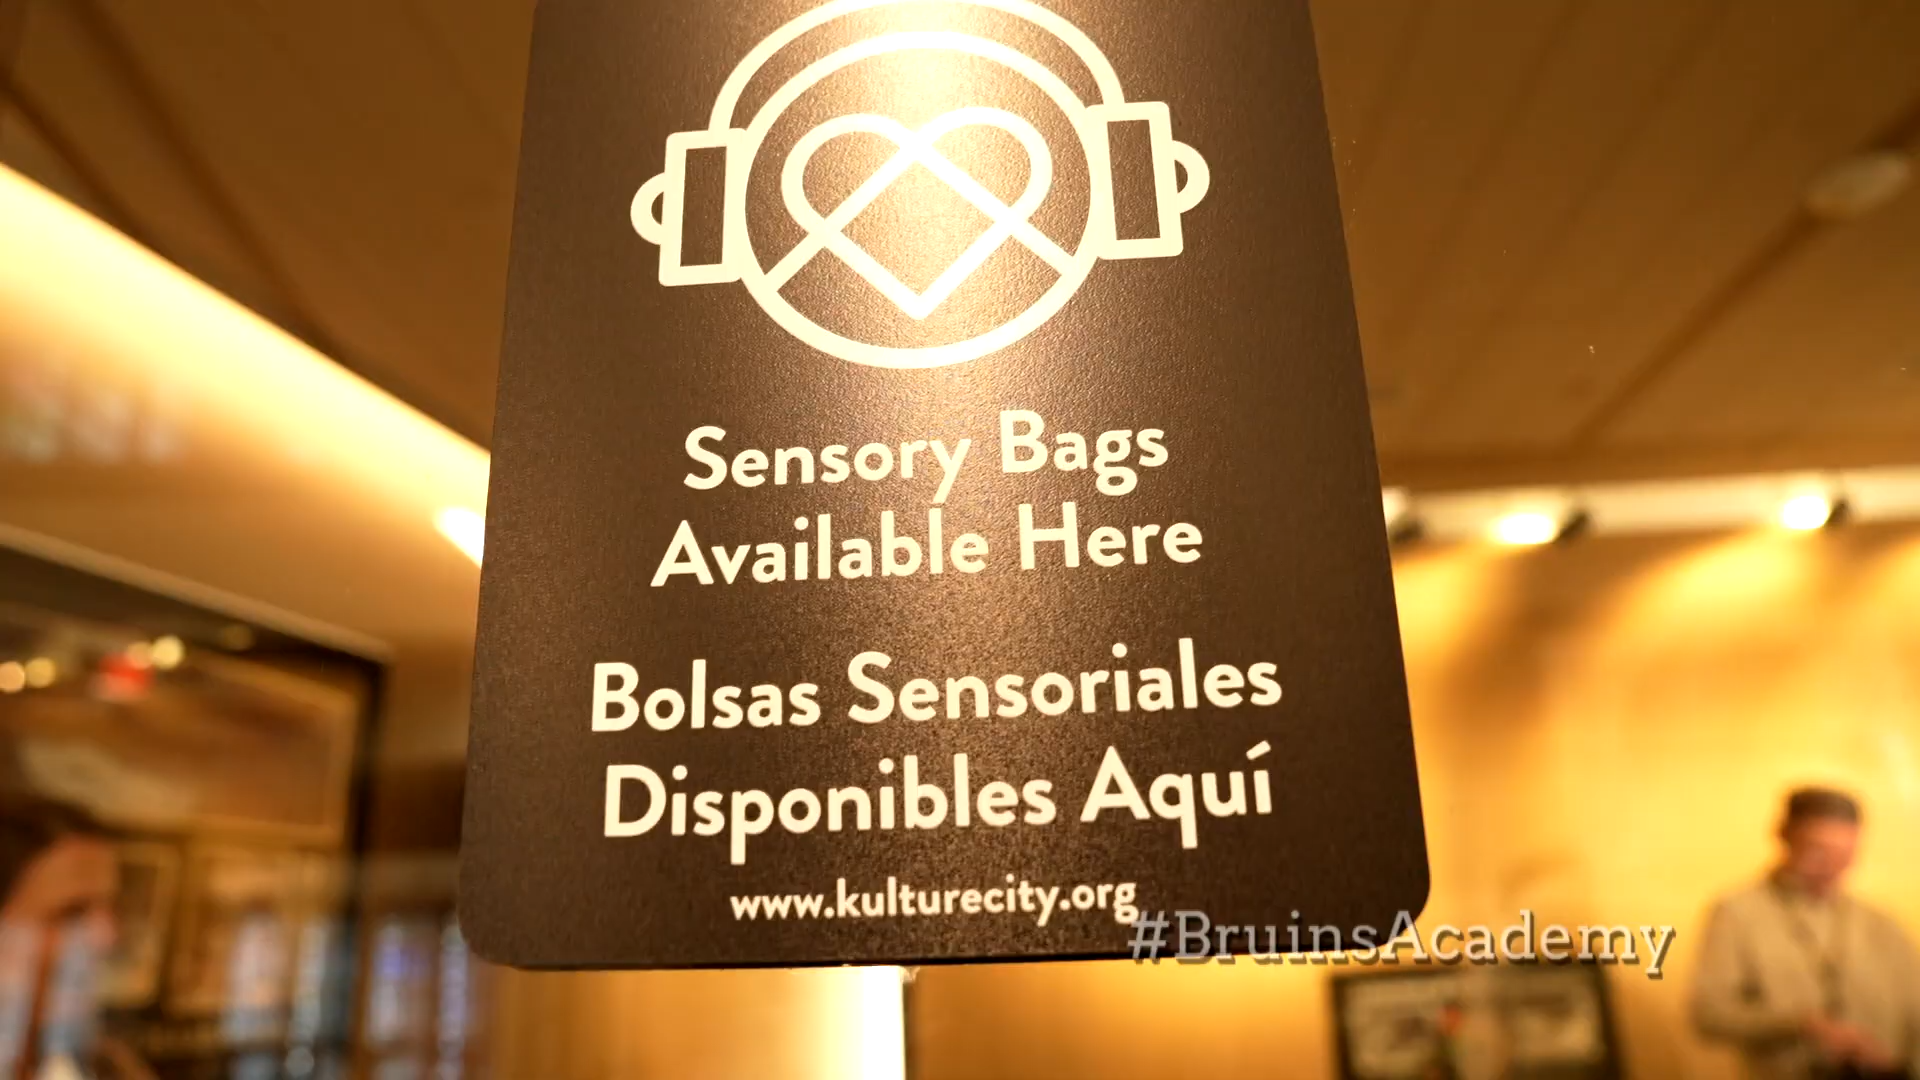 Sensory Bags
Available Here
Bolsas Sensoriales
Disponibles Aquí
www.kulturecity.org
#BruinsAcademy